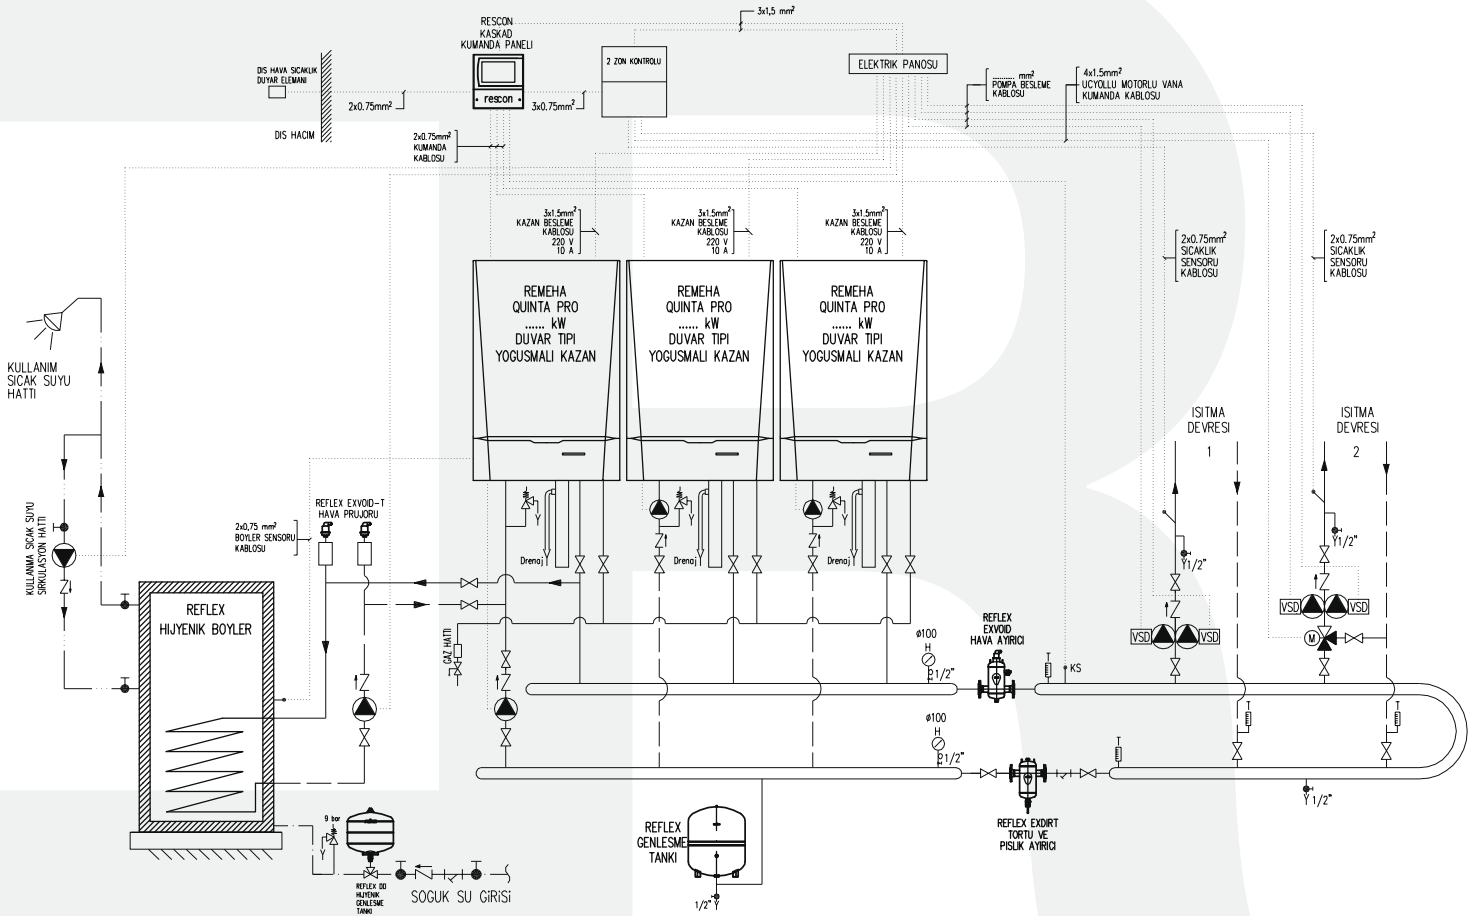 3x1,5 mm²
RESCON
KASKAD
KUMANDA PANELİ
rescon
2 ZON KONTROLU
ELEKTRIK PANOSU
DIS HAVA SICAKLIK
DUYAR ELEMANI
2x0.75mm²
3x0.75mm²
DIS HACIM
2x0.75mm²
KUMANDA
KABLOSU
......... mm²
POMPA BESLEME
KABLOSU
4x1.5mm²
UCYOLLU MOTORLU VANA
KUMANDA KABLOSU
3x1.5mm²
KAZAN BESLEME
KABLOSU
220 V
10 A
3x1.5mm²
KAZAN BESLEME
KABLOSU
220 V
10 A
3x1.5mm²
KAZAN BESLEME
KABLOSU
220 V
10 A
2x0.75mm²
SICAKLIK
SENSORU
KABLOSU
2x0.75mm²
SICAKLIK
SENSORU
KABLOSU
REMEHA
QUINTA PRO
...... kW
DUVAR TIPI
YOGUSMALI KAZAN
REMEHA
QUINTA PRO
...... kW
DUVAR TIPI
YOGUSMALI KAZAN
REMEHA
QUINTA PRO
...... kW
DUVAR TIPI
YOGUSMALI KAZAN
KULLANIM
SICAK SUYU
HATTI
ISITMA
DEVRESI
1
ISITMA
DEVRESI
2
KULLANMA SICAK SUYU
SIRKULASYON HATTI
REFLEX EXVOID-T
HAVA PRUJORU
2x0,75 mm²
BOYLER SENSORU
KABLOSU
Drenaj
Drenaj
Drenaj
1/2"
1/2"
REFLEX
HIJYENIK BOYLER
GAZ HATTI
VSD
VSD
VSD
VSD
M
ø100
H
1/2"
REFLEX
EXVOID
HAVA AYIRICI
T
KS
ø100
H
1/2"
T
T
T
1/2"
REFLEX EXDIRT
TORTU VE
PISLIK AYIRICI
REFLEX
GENLESME
TANKI
1/2"
9 bar
REFLEX DD
HIJYENIK
GENLESME
TANKI
SOGUK SU GİRİSİ